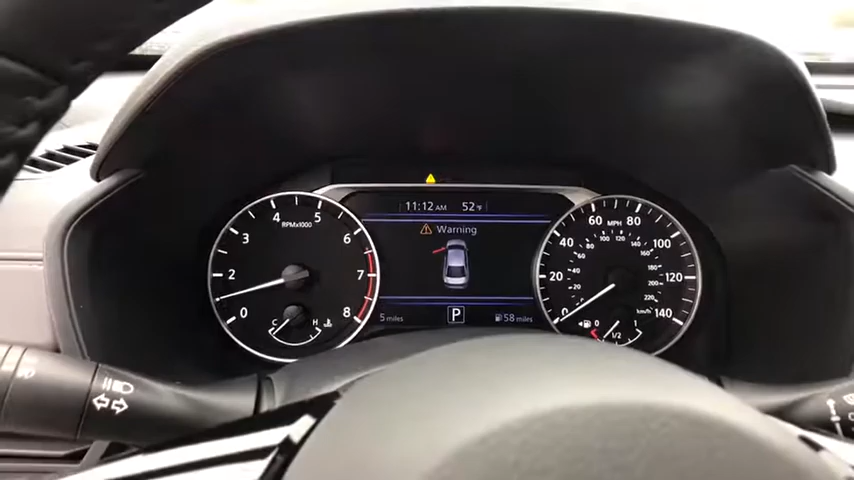 11:12 AM 52°F
Warning
5 miles P 58 miles
RPMx1000
0 1 2 3 4 5 6 7 8
C H
MPH
20 40 60 80 100 120 140
20 40 60 80 100 120 140 160 180 200 220
km/h
0 1/2 1